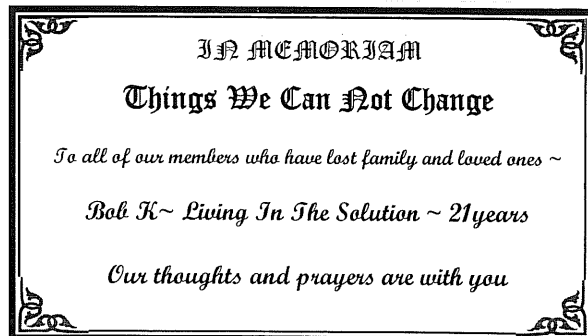 IN MEMORIAM
Things We Can Not Change
To all of our members who have lost family and loved ones ~
Bob K~ Living In The Solution ~ 21years
Our thoughts and prayers are with you